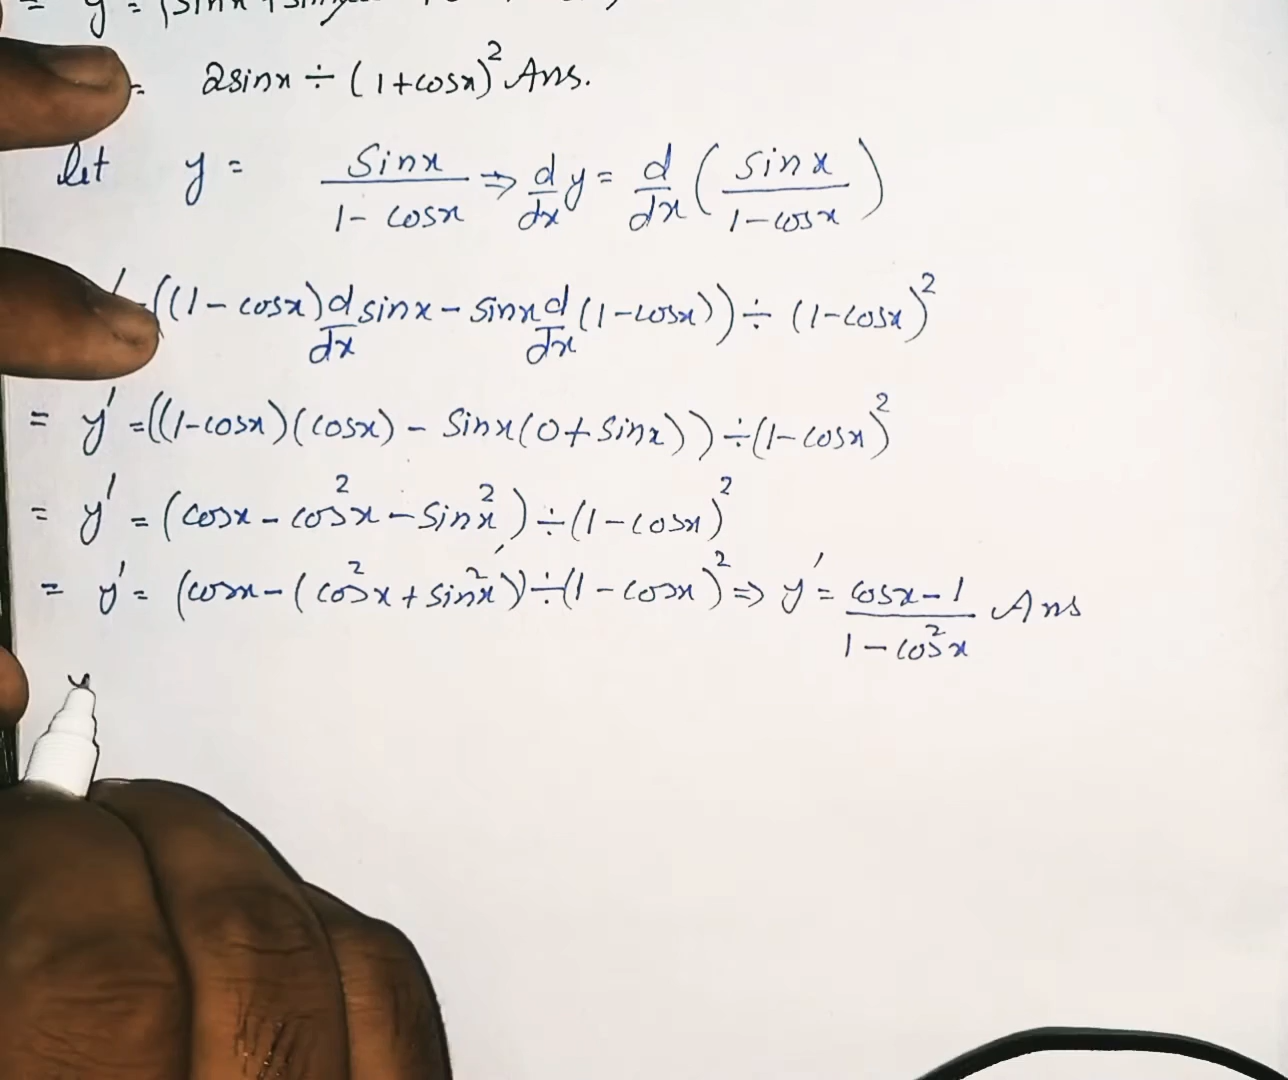 = y = (sinx + sinx
= 2sinx ÷ (1+cosx)² Ans.
let y = sinx/1-cosx ⇒ d/dx y = d/dx (sinx/1-cosx)
' = ((1-cosx) d/dx sinx - sinx d/dx (1-cosx)) ÷ (1-cosx)²
= y' = ((1-cosx)(cosx) - sinx(0+sinx)) ÷ (1-cosx)²
= y' = (cosx - cos²x - sin²x) ÷ (1-cosx)²
= y' = (cosx - (cos²x + sin²x)) ÷ (1-cosx)² ⇒ y' = cosx-1/1-cos²x Ans